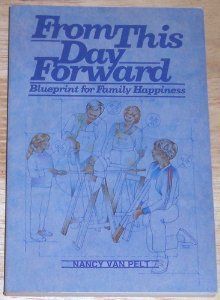 From This
Day
Forward
Blueprint for Family Happiness
NANCY VAN PELT